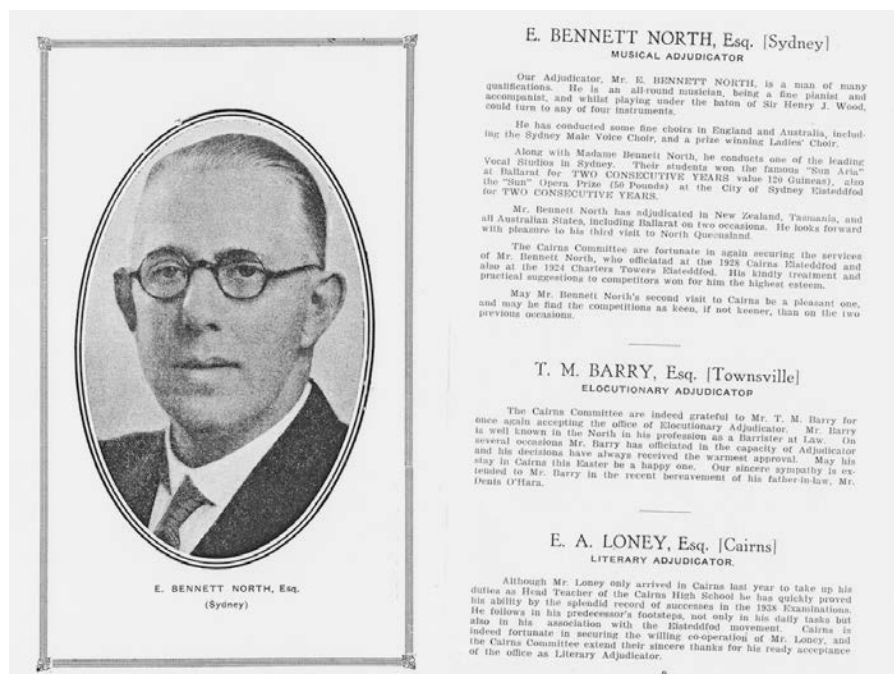 E. BENNETT NORTH, Esq.
(Sydney)
E. BENNETT NORTH, Esq. [Sydney]
MUSICAL ADJUDICATOR
Our Adjudicator, Mr. E. BENNETT NORTH, is a man of many
qualifications. He is an all-round musician, being a fine pianist and
accompanist, and whilst playing under the baton of Sir Henry J. Wood,
could turn to any of four instruments.
He has conducted some fine choirs in England and Australia, includ-
ing the Sydney Male Voice Choir, and a prize winning Ladies' Choir.
Along with Madame Bennett North, he conducts one of the leading
Vocal Studios in Sydney. Their students won the famous "Sun Aria"
at Ballarat for TWO CONSECUTIVE YEARS value 120 Guineas), also
the "Sun" Opera Prize (50 Pounds) at the City of Sydney Eisteddfod
for TWO CONSECUTIVE YEARS.
Mr. Bennett North has adjudicated in New Zealand, Tasmania, and
all Australian States, including Ballarat on two occasions. He looks forward
with pleasure to his third visit to North Queensland.
The Cairns Committee are fortunate in again securing the services
of Mr. Bennett North, who officiatad at the 1928 Cairns Eisteddfod and
also at the 1924 Charters Towers Eisteddfod. His kindly treatment and
practical suggestions to competitors won for him the highest esteem.
May Mr. Bennett North's second visit to Cairns be a pleasant one,
and may he find the competitions as keen, if not keener, than on the two
previous occasions.
T. M. BARRY, Esq. [Townsville]
ELOCUTIONARY ADJUDICATOR
The Cairns Committee are indeed grateful to Mr. T. M. Barry for
once again accepting the office of Elocutionary Adjudicator. Mr. Barry
is well known in the North in his profession as a Barrister at Law. On
several occasions Mr. Barry has officiated in the capacity of Adjudicator
and his decisions have always received the warmest approval. May his
stay in Cairns this Easter be a happy one. Our sincere sympathy is ex-
tended to Mr. Barry in the recent bereavement of his father-in-law, Mr.
Denis O'Hara.
E. A. LONEY, Esq. [Cairns]
LITERARY ADJUDICATOR.
Although Mr. Loney only arrived in Cairns last year to take up his
duties as Head Teacher of the Cairns High School he has quickly proved
his ability by the splendid record of successes in the 1938 Examinations.
He follows in his predecessor's footsteps, not only in his daily tasks but
also in his association with the Eisteddfod movement. Cairns is
indeed fortunate in securing the willing co-operation of Mr. Loney, and
the Cairns Committee extend their sincere thanks for his ready acceptance
of the office as Literary Adjudicator.